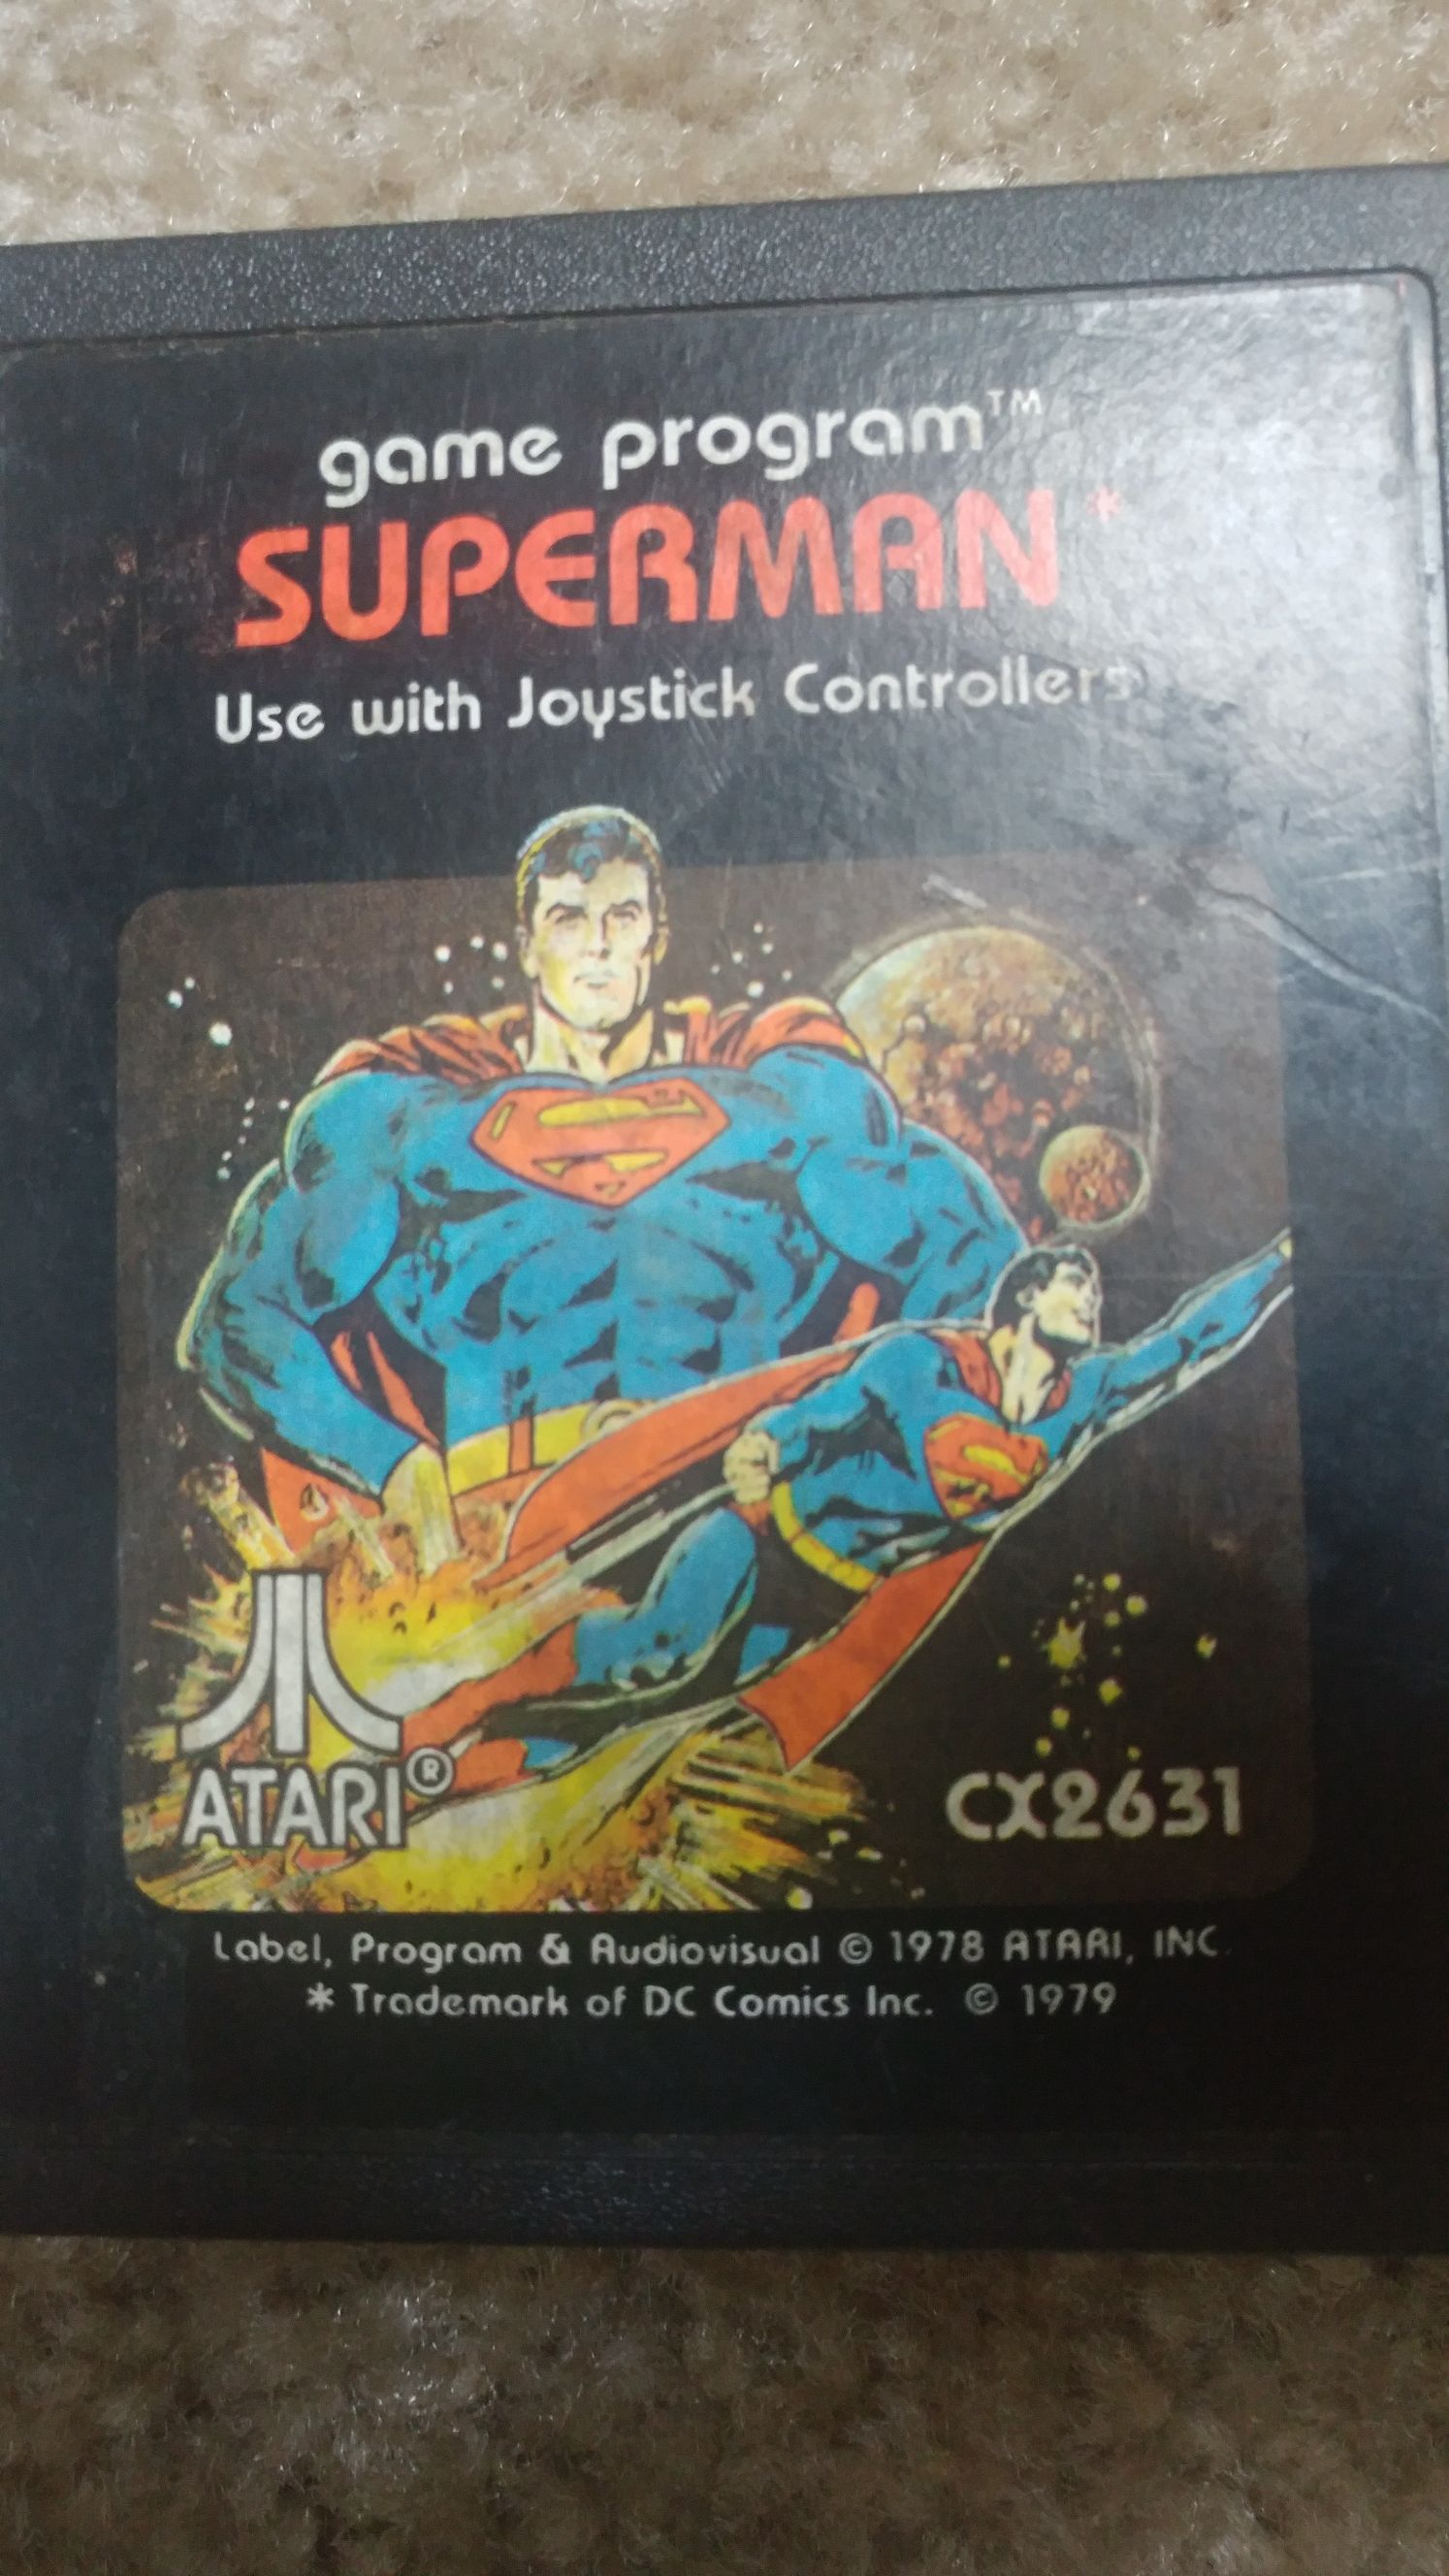 game program™
SUPERMAN*
Use with Joystick Controllers
ATARI®
CX2631
Label, Program & Audiovisual © 1978 ATARI, INC.
* Trademark of DC Comics Inc. © 1979